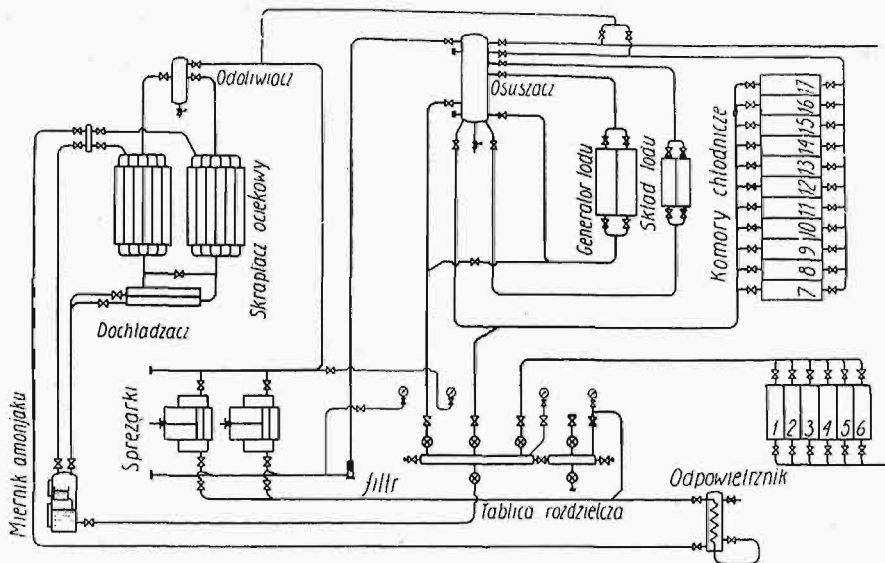 Odoliwiacz
Osuszacz
Skraplacz ociekowy
Dochładzacz
Generator lodu
Skład lodu
Komory chłodnicze
17
16
15
14
13
12
11
10
9
8
7
Sprężarki
filtr
Miernik amonjaku
Tablica rozdzielcza
Odpowietrznik
1 2 3 4 5 6